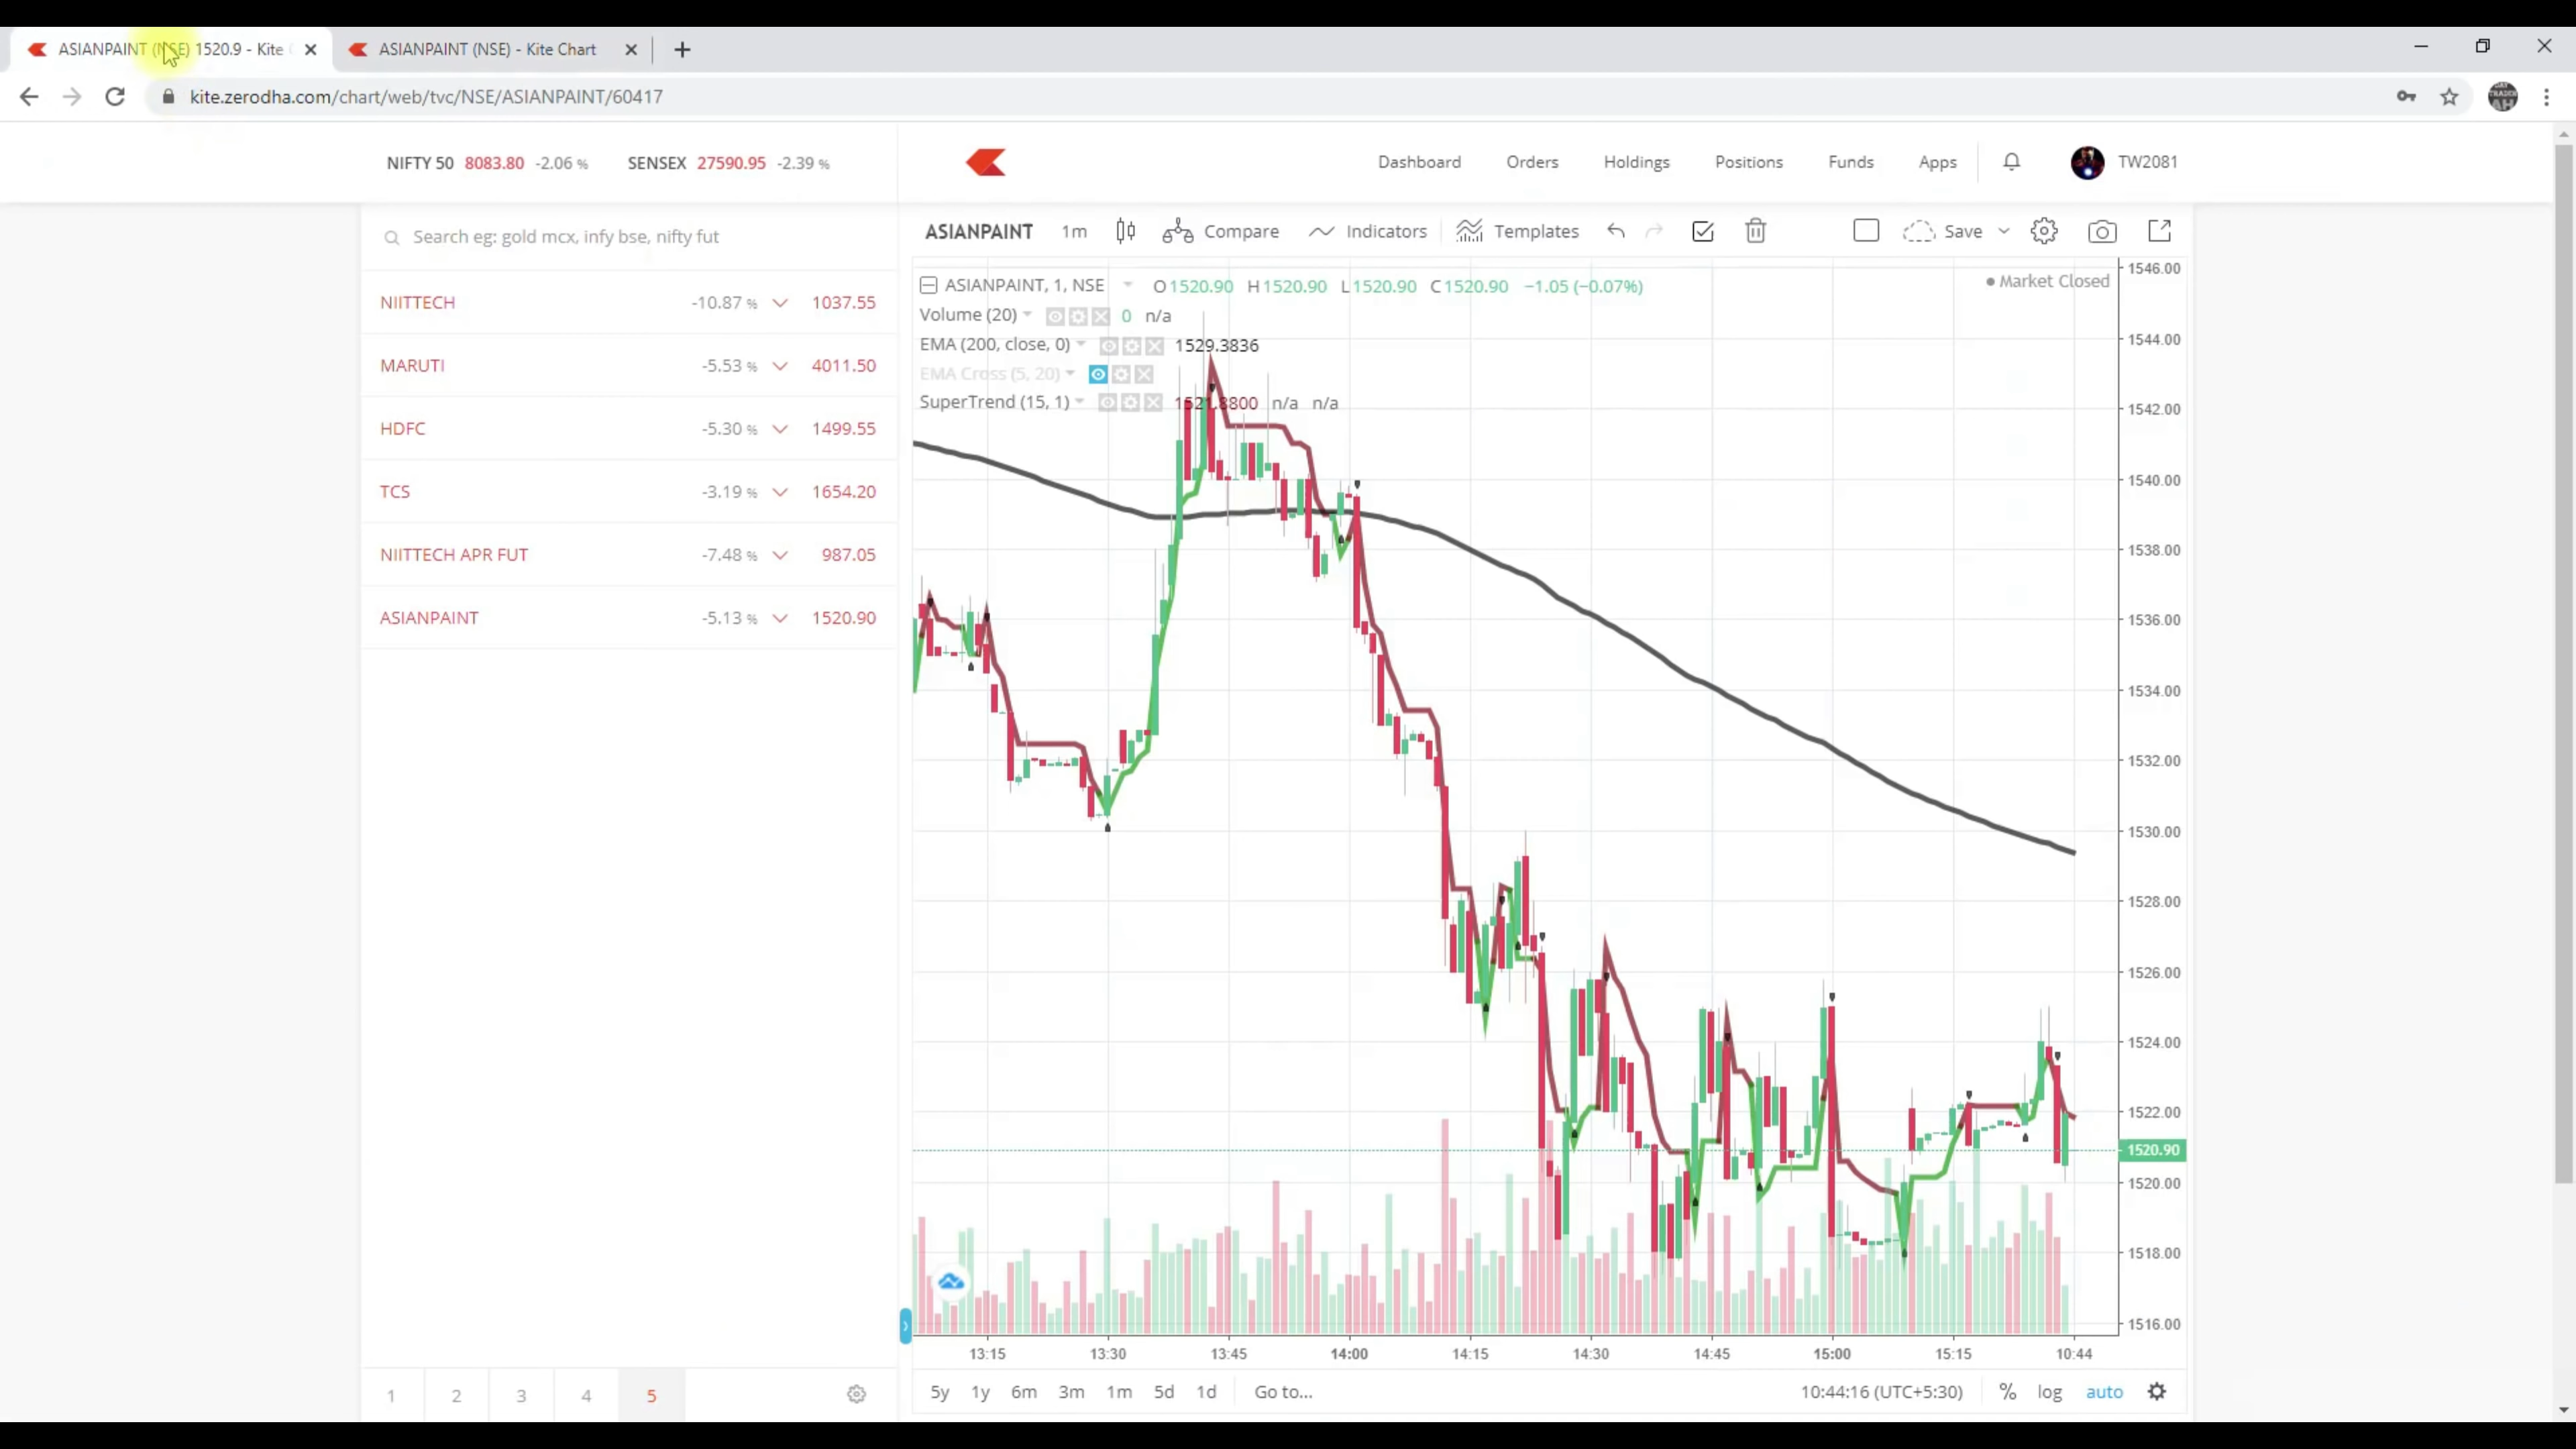 ASIANPAINT (NSE) 1520.9 - Kite
ASIANPAINT (NSE) - Kite Chart
kite.zerodha.com/chart/web/tvc/NSE/ASIANPAINT/60417
NIFTY 50 8083.80 -2.06 % SENSEX 27590.95 -2.39 %
Dashboard Orders Holdings Positions Funds Apps TW2081
Search eg: gold mcx, infy bse, nifty fut
NIITTECH -10.87 % 1037.55
MARUTI -5.53 % 4011.50
HDFC -5.30 % 1499.55
TCS -3.19 % 1654.20
NIITTECH APR FUT -7.48 % 987.05
ASIANPAINT -5.13 % 1520.90
1 2 3 4 5
ASIANPAINT 1m Compare Indicators Templates Save
ASIANPAINT, 1, NSE O1520.90 H1520.90 L1520.90 C1520.90 −1.05 (−0.07%)
Market Closed
Volume (20) 0 n/a
EMA (200, close, 0) 1529.3836
EMA Cross (5, 20)
SuperTrend (15, 1) 1521.8800 n/a n/a
1546.00
1544.00
1542.00
1540.00
1538.00
1536.00
1534.00
1532.00
1530.00
1528.00
1526.00
1524.00
1522.00
1520.90
1520.00
1518.00
1516.00
13:15 13:30 13:45 14:00 14:15 14:30 14:45 15:00 15:15 10:44
5y 1y 6m 3m 1m 5d 1d Go to... 10:44:16 (UTC+5:30) % log auto